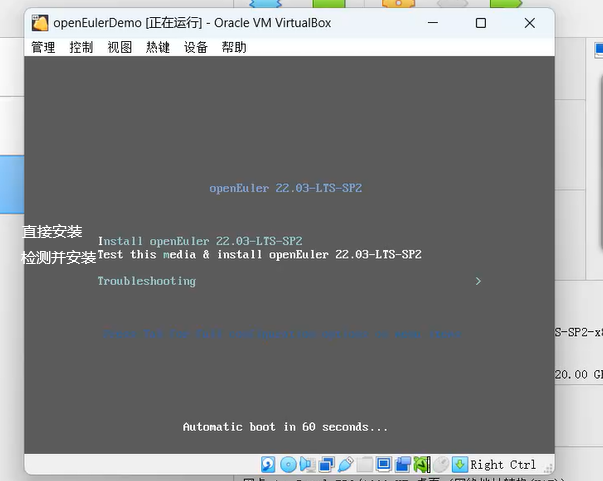 openEulerDemo [正在运行] - Oracle VM VirtualBox
管理 控制 视图 热键 设备 帮助
openEuler 22.03-LTS-SP2
直接安装
Install openEuler 22.03-LTS-SP2
检测并安装
Test this media & install openEuler 22.03-LTS-SP2
Troubleshooting >
S-SP2-x8
20.00 G
Automatic boot in 60 seconds...
Right Ctrl